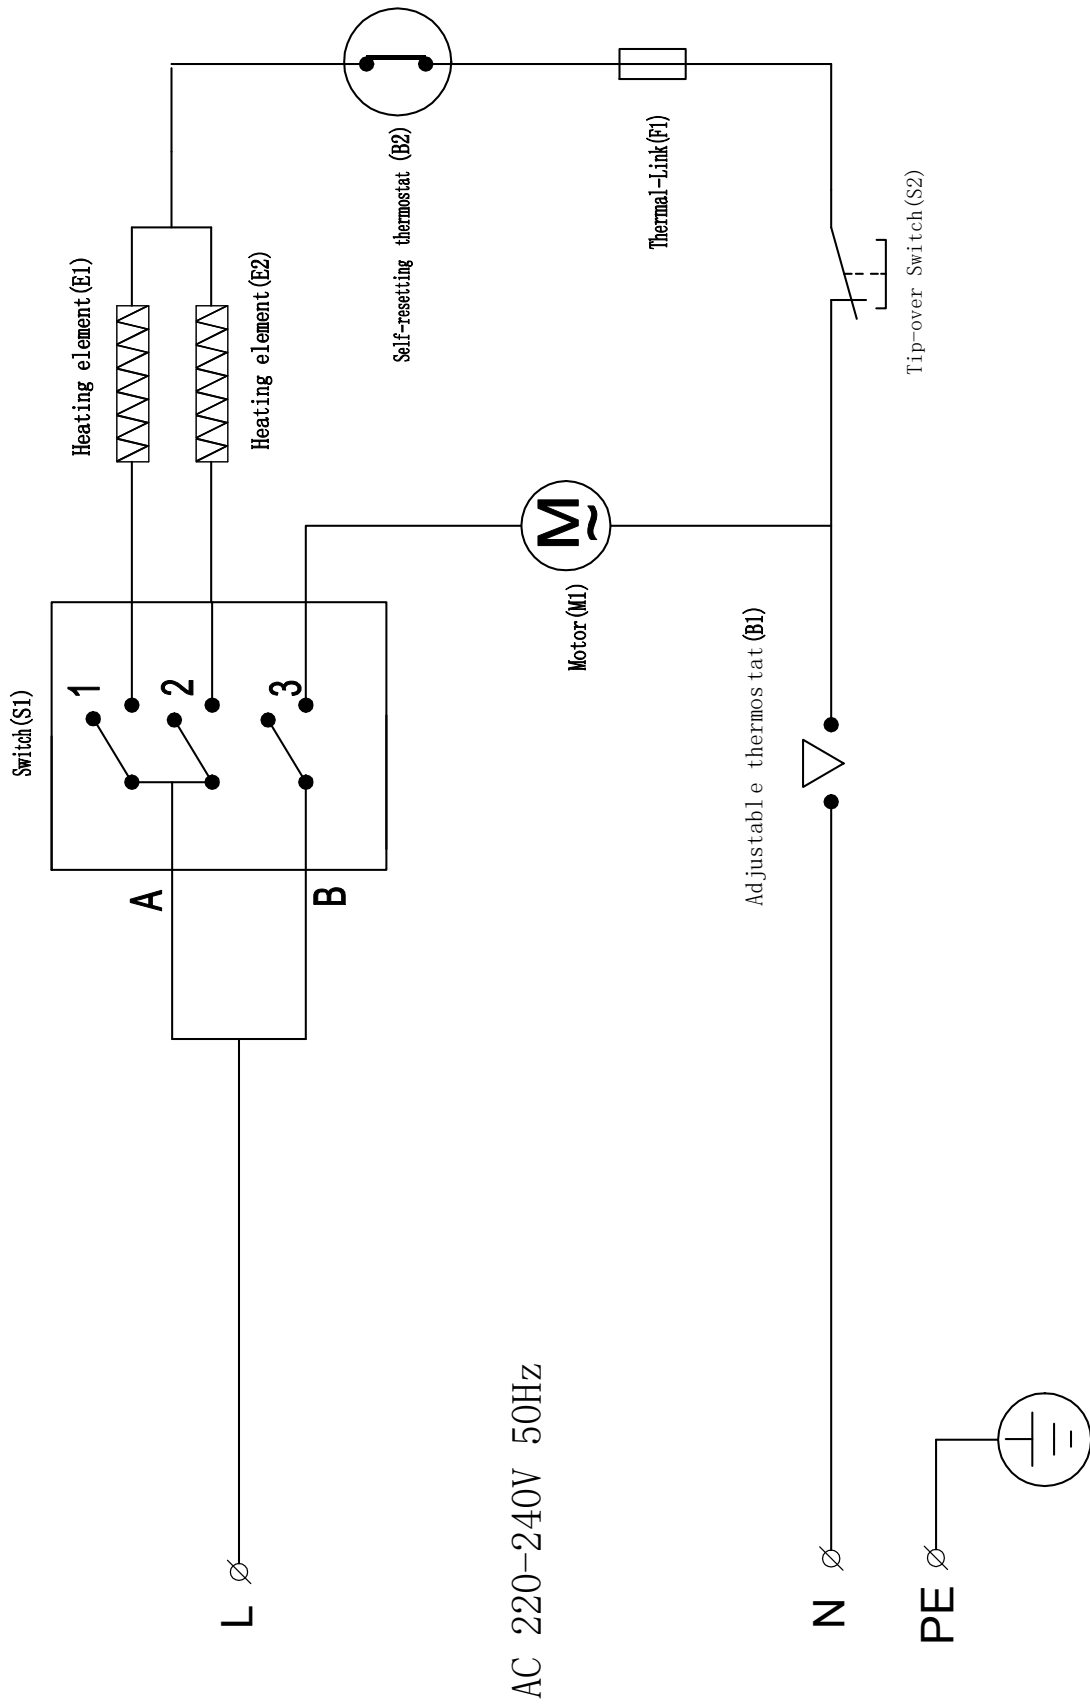 Switch(S1)
1
2
3
A
B
Heating element(E1)
Heating element(E2)
Self-resetting thermostat (B2)
Thermal-Link(F1)
Tip-over Switch(S2)
M
~
Motor(M1)
Adjustable thermostat(B1)
L
AC 220-240V 50Hz
N
PE